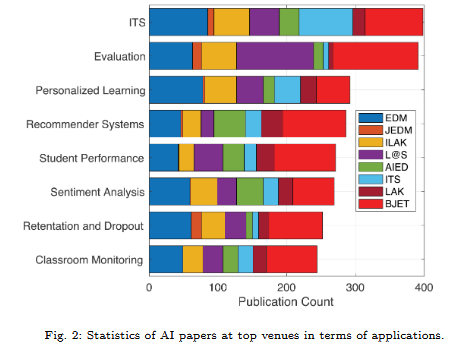 ITS
Evaluation
Personalized Learning
Recommender Systems
Student Performance
Sentiment Analysis
Retentation and Dropout
Classroom Monitoring
EDM
JEDM
ILAK
L@S
AIED
ITS
LAK
BJET
0 100 200 300 400
Publication Count
Fig. 2: Statistics of AI papers at top venues in terms of applications.